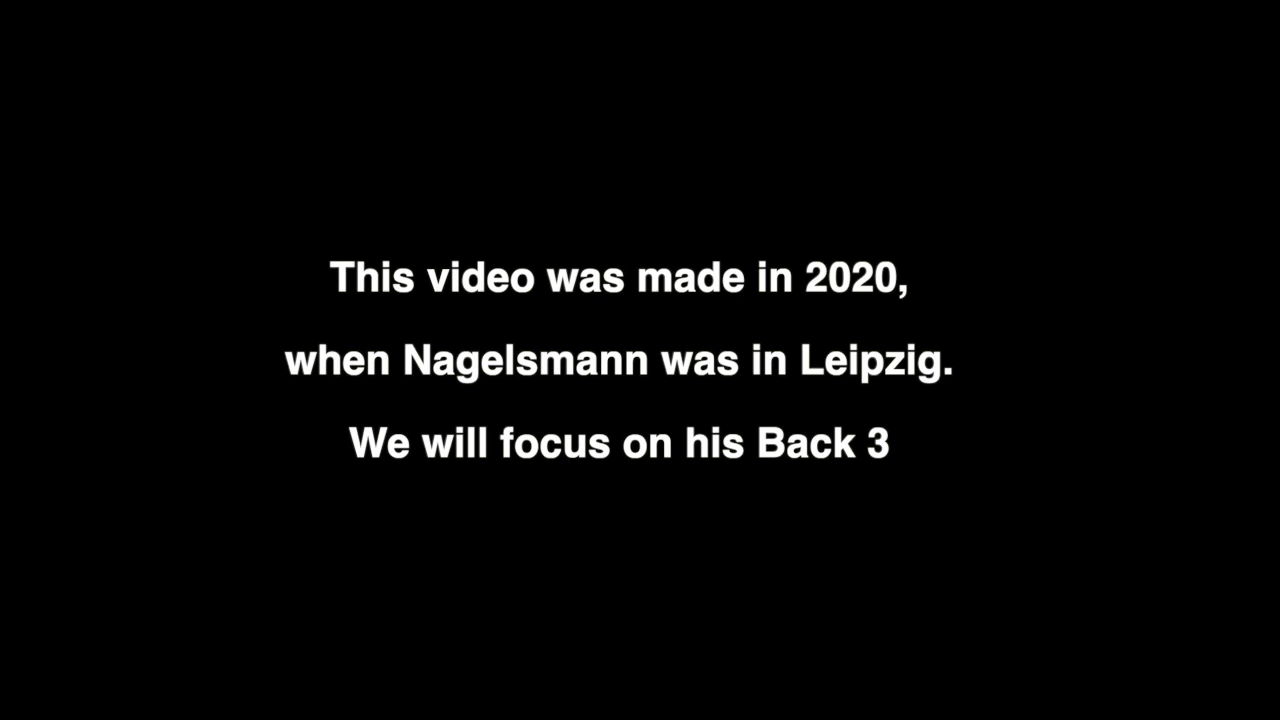 This video was made in 2020,
when Nagelsmann was in Leipzig.
We will focus on his Back 3